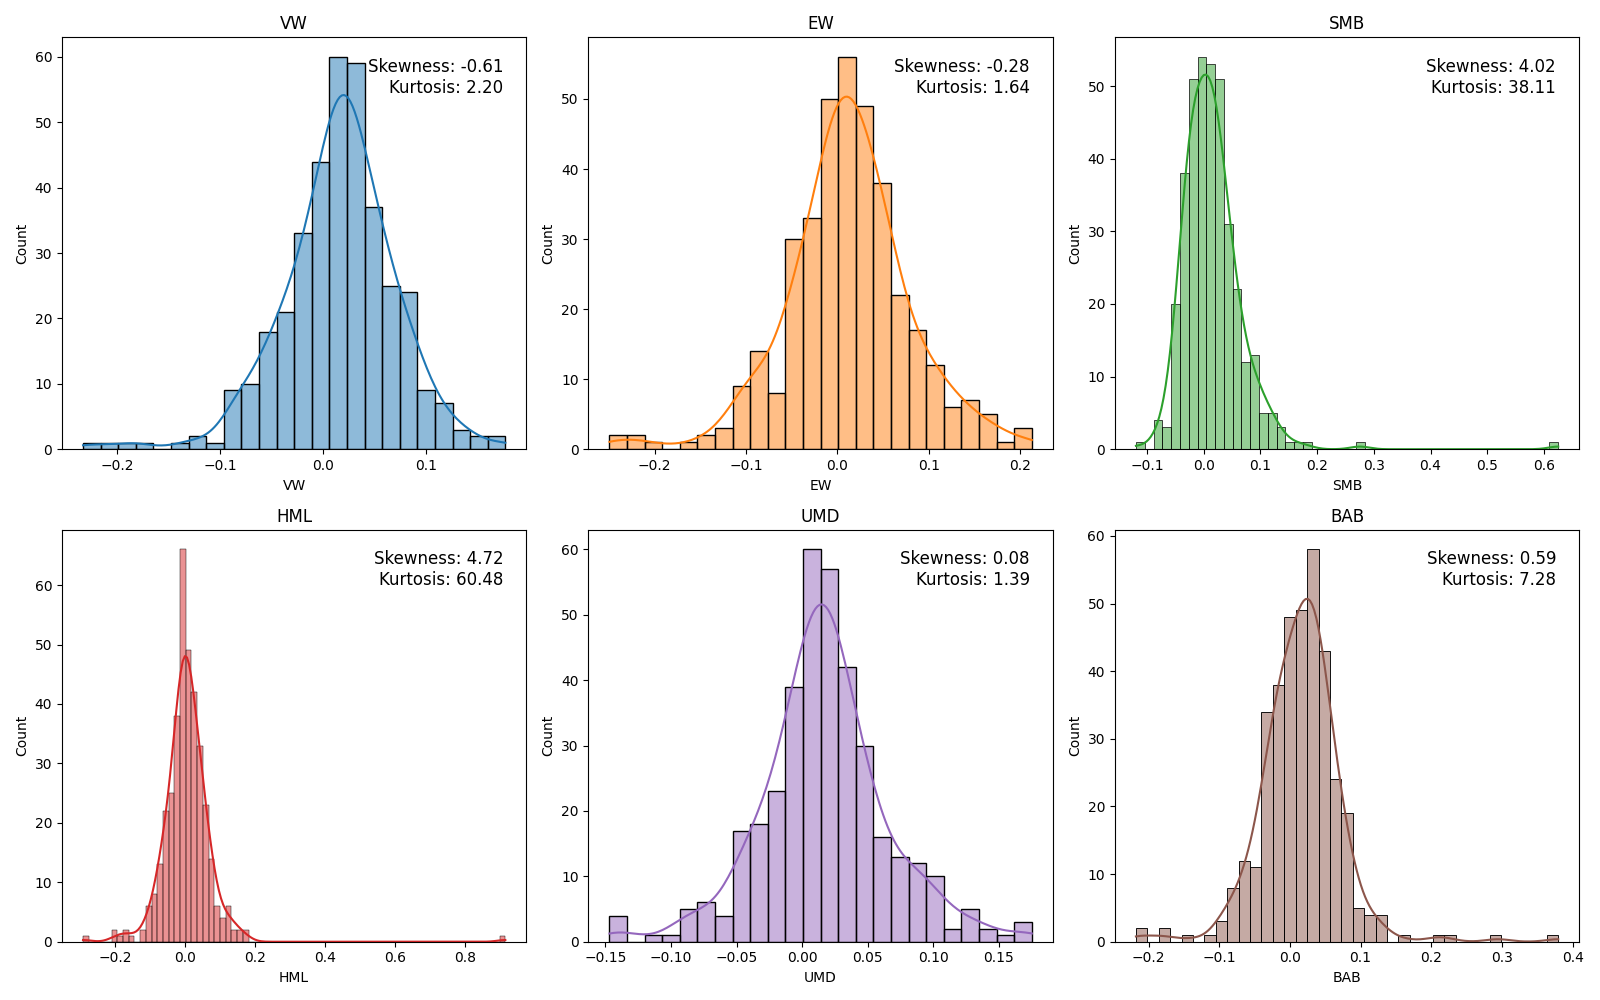 VW
Skewness: -0.61
Kurtosis: 2.20
Count
60
50
40
30
20
10
0
−0.2
−0.1
0.0
0.1
VW
EW
Skewness: -0.28
Kurtosis: 1.64
Count
50
40
30
20
10
0
−0.2
−0.1
0.0
0.1
0.2
EW
SMB
Skewness: 4.02
Kurtosis: 38.11
Count
50
40
30
20
10
0
−0.1
0.0
0.1
0.2
0.3
0.4
0.5
0.6
SMB
HML
Skewness: 4.72
Kurtosis: 60.48
Count
60
50
40
30
20
10
0
−0.2
0.0
0.2
0.4
0.6
0.8
HML
UMD
Skewness: 0.08
Kurtosis: 1.39
Count
60
50
40
30
20
10
0
−0.15
−0.10
−0.05
0.00
0.05
0.10
0.15
UMD
BAB
Skewness: 0.59
Kurtosis: 7.28
Count
60
50
40
30
20
10
0
−0.2
−0.1
0.0
0.1
0.2
0.3
0.4
BAB